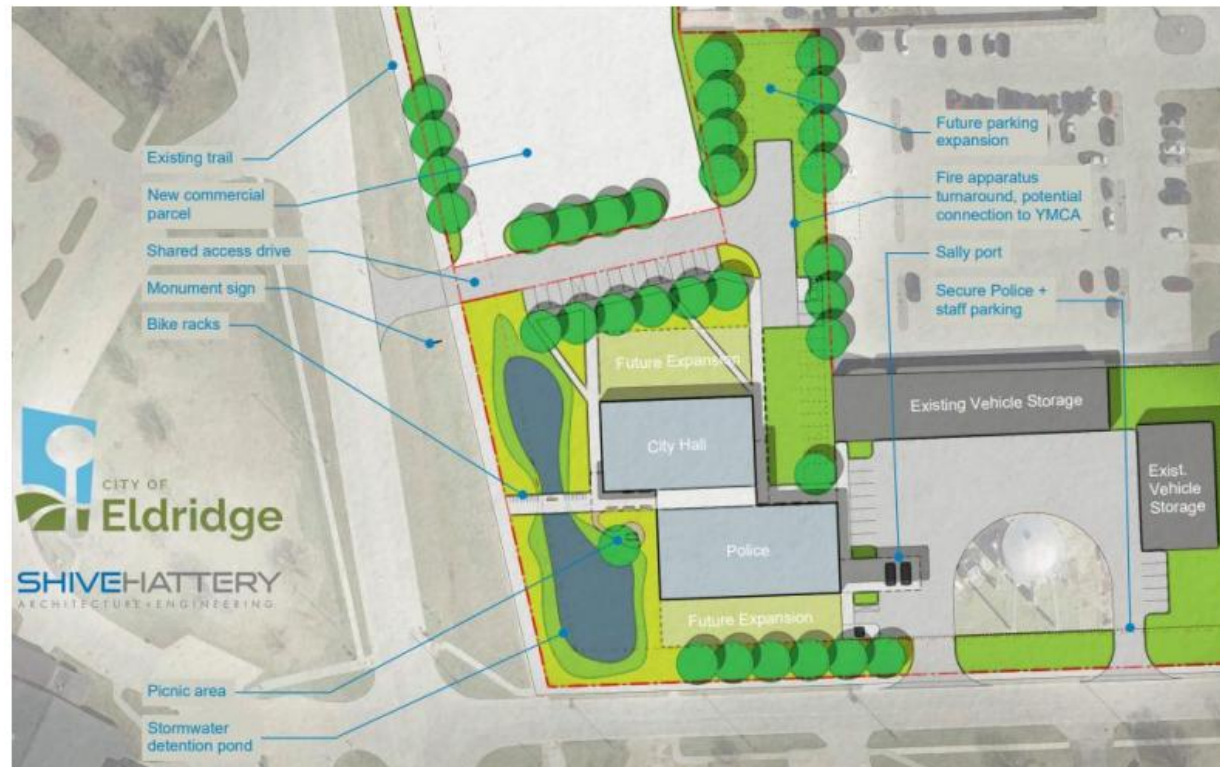 Existing trail
New commercial
parcel
Shared access drive
Monument sign
Bike racks
Future parking
expansion
Fire apparatus
turnaround, potential
connection to YMCA
Sally port
Secure Police +
staff parking
Future Expansion
City Hall
Existing Vehicle Storage
Exist.
Vehicle
Storage
Police
Future Expansion
CITY OF
Eldridge
SHIVEHATTERY
ARCHITECTURE+ENGINEERING
Picnic area
Stormwater
detention pond